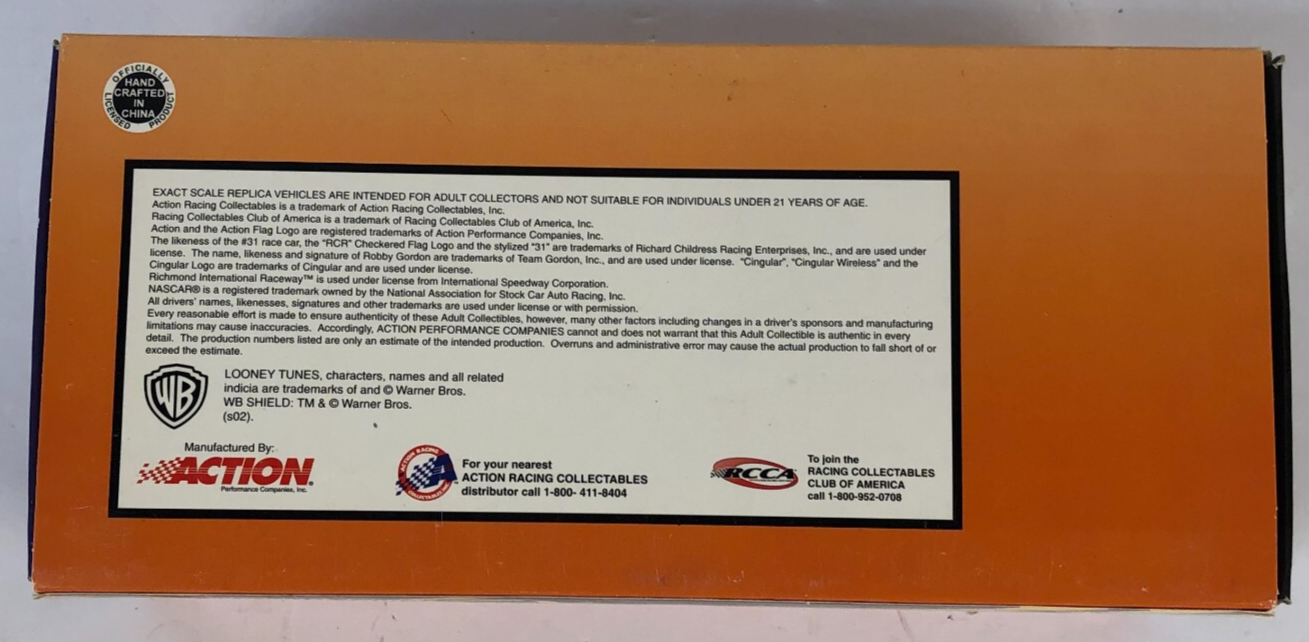 OFFICIALLY
HAND
CRAFTED
IN
CHINA
LICENSED PRODUCT
EXACT SCALE REPLICA VEHICLES ARE INTENDED FOR ADULT COLLECTORS AND NOT SUITABLE FOR INDIVIDUALS UNDER 21 YEARS OF AGE.
Action Racing Collectables is a trademark of Action Racing Collectables, Inc.
Racing Collectables Club of America is a trademark of Racing Collectables Club of America, Inc.
Action and the Action Flag Logo are registered trademarks of Action Performance Companies, Inc.
The likeness of the #31 race car, the "RCR" Checkered Flag Logo and the stylized "31" are trademarks of Richard Childress Racing Enterprises, Inc., and are used under
license. The name, likeness and signature of Robby Gordon are trademarks of Team Gordon, Inc., and are used under license. "Cingular", "Cingular Wireless" and the
Cingular Logo are trademarks of Cingular and are used under license.
Richmond International Raceway™ is used under license from International Speedway Corporation.
NASCAR® is a registered trademark owned by the National Association for Stock Car Auto Racing, Inc.
All drivers' names, likenesses, signatures and other trademarks are used under license or with permission.
Every reasonable effort is made to ensure authenticity of these Adult Collectibles, however, many other factors including changes in a driver's sponsors and manufacturing
limitations may cause inaccuracies. Accordingly, ACTION PERFORMANCE COMPANIES cannot and does not warrant that this Adult Collectible is authentic in every
detail. The production numbers listed are only an estimate of the intended production. Overruns and administrative error may cause the actual production to fall short of or
exceed the estimate.
WB
LOONEY TUNES, characters, names and all related
indicia are trademarks of and © Warner Bros.
WB SHIELD: TM & © Warner Bros.
(s02).
Manufactured By:
ACTION
Performance Companies, Inc.
ACTION RACING
COLLECTABLES
For your nearest
ACTION RACING COLLECTABLES
distributor call 1-800- 411-8404
RCCA
To join the
RACING COLLECTABLES
CLUB OF AMERICA
call 1-800-952-0708